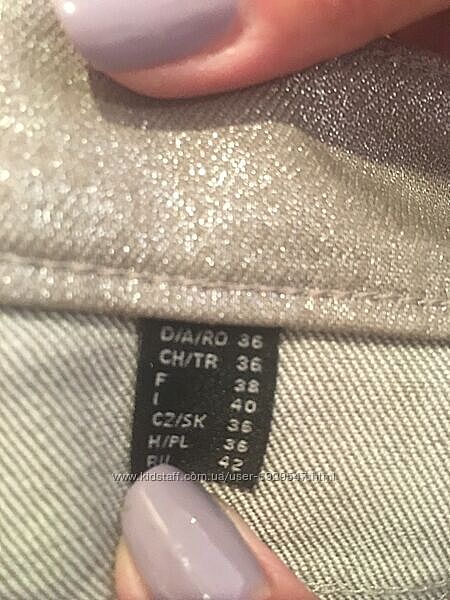 D/A/RO 36
CH/TR 36
F 38
I 40
CZ/SK 36
H/PL 36
42